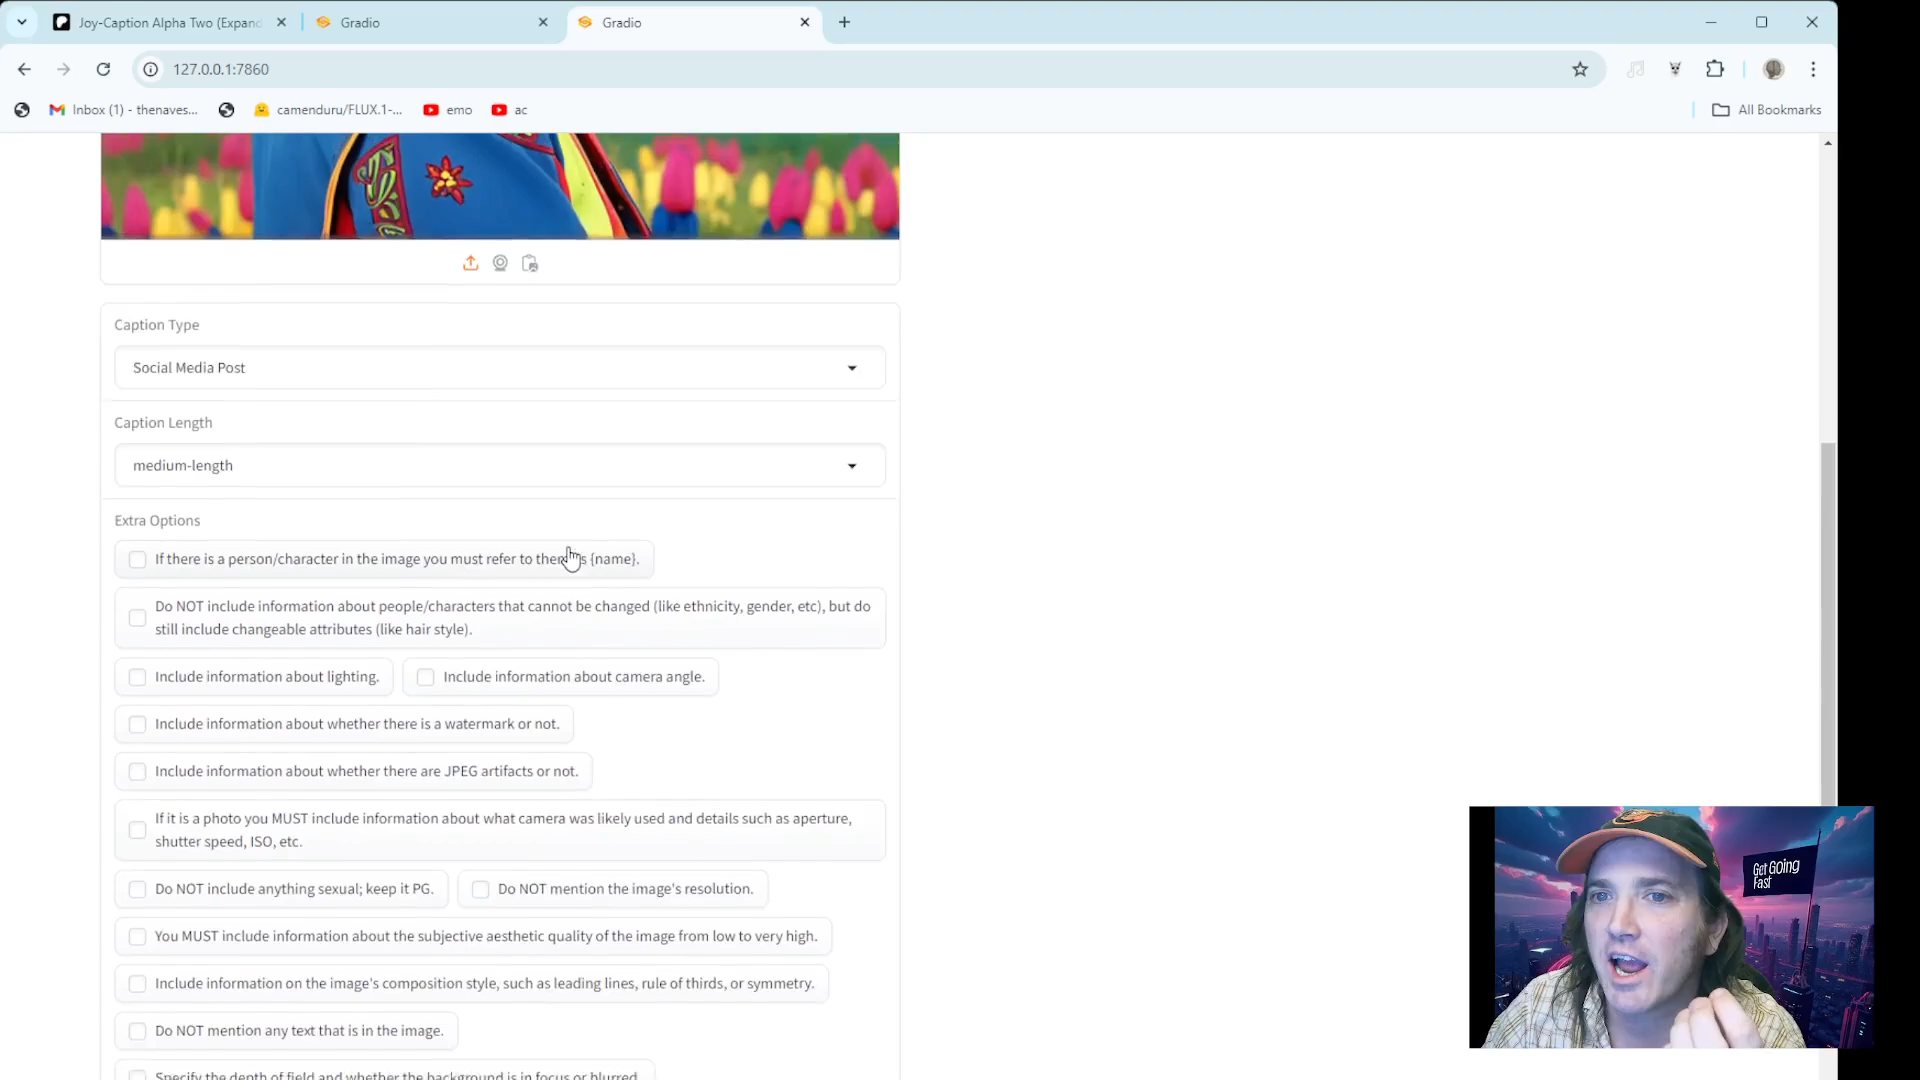 Joy-Caption Alpha Two (Expand
Gradio
Gradio
127.0.0.1:7860
Inbox (1) - thenaves...
camenduru/FLUX.1-...
emo
ac
All Bookmarks
Caption Type
Social Media Post
Caption Length
medium-length
Extra Options
If there is a person/character in the image you must refer to them as {name}.
Do NOT include information about people/characters that cannot be changed (like ethnicity, gender, etc), but do
still include changeable attributes (like hair style).
Include information about lighting.
Include information about camera angle.
Include information about whether there is a watermark or not.
Include information about whether there are JPEG artifacts or not.
If it is a photo you MUST include information about what camera was likely used and details such as aperture,
shutter speed, ISO, etc.
Do NOT include anything sexual; keep it PG.
Do NOT mention the image's resolution.
You MUST include information about the subjective aesthetic quality of the image from low to very high.
Include information on the image's composition style, such as leading lines, rule of thirds, or symmetry.
Do NOT mention any text that is in the image.
Specify the depth of field and whether the background is in focus or blurred.
Get Going
Fast